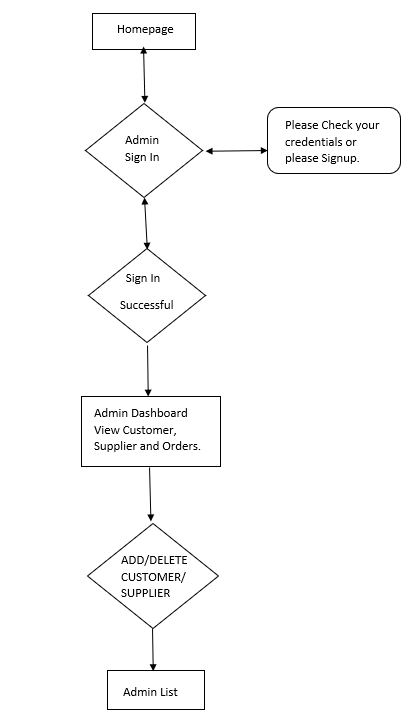 Homepage
Admin
Sign In
Please Check your
credentials or
please Signup.
Sign In
Successful
Admin Dashboard
View Customer,
Supplier and Orders.
ADD/DELETE
CUSTOMER/
SUPPLIER
Admin List